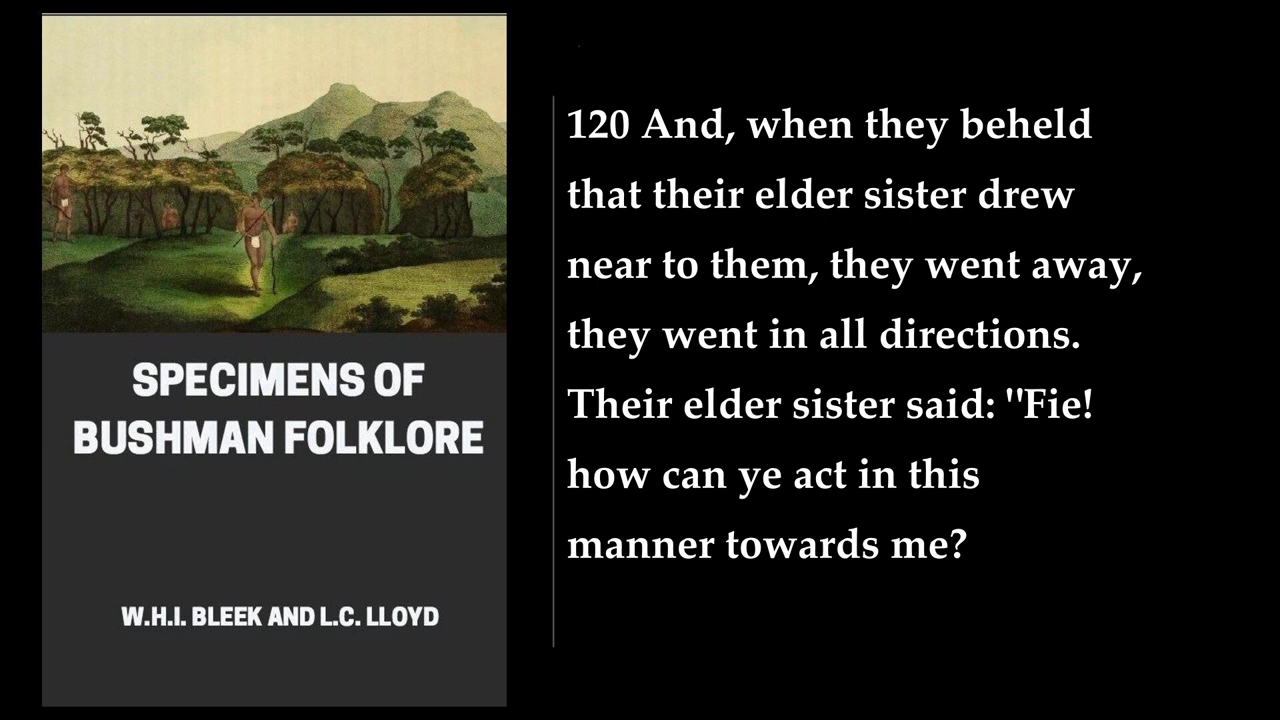 SPECIMENS OF
BUSHMAN FOLKLORE
W.H.I. BLEEK AND L.C. LLOYD
120 And, when they beheld
that their elder sister drew
near to them, they went away,
they went in all directions.
Their elder sister said: "Fie!
how can ye act in this
manner towards me?